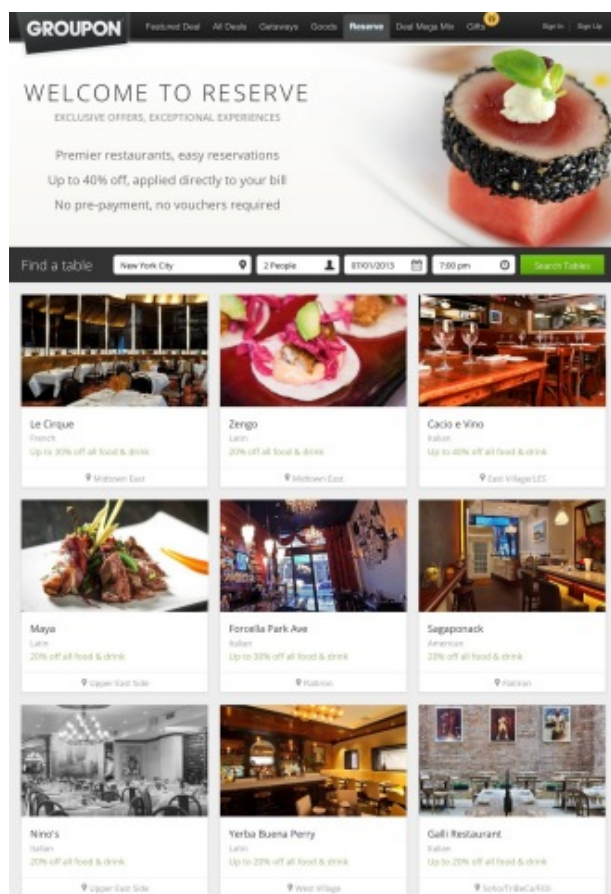 GROUPON
Featured Deal All Deals Getaways Goods Reserve Deal Mega Mix Gifts Sign In Sign Up
WELCOME TO RESERVE
EXCLUSIVE OFFERS, EXCEPTIONAL EXPERIENCES
Premier restaurants, easy reservations
Up to 40% off, applied directly to your bill
No pre-payment, no vouchers required
Find a table New York City 2 People 07/01/2013 7:00 pm Search Tables
Le Cirque
French
Up to 30% off all food & drink
Midtown East
Zengo
Latin
20% off all food & drink
Midtown East
Cacio e Vino
Italian
Up to 40% off all food & drink
East Village/LES
Maya
Latin
20% off all food & drink
Upper East Side
Forcella Park Ave
Italian
Up to 30% off all food & drink
Flatiron
Sagaponack
American
20% off all food & drink
Flatiron
Nino's
Italian
20% off all food & drink
Upper East Side
Yerba Buena Perry
Latin
Up to 20% off all food & drink
West Village
Galli Restaurant
Italian
Up to 20% off all food & drink
SoHo/TriBeCa/FiDi